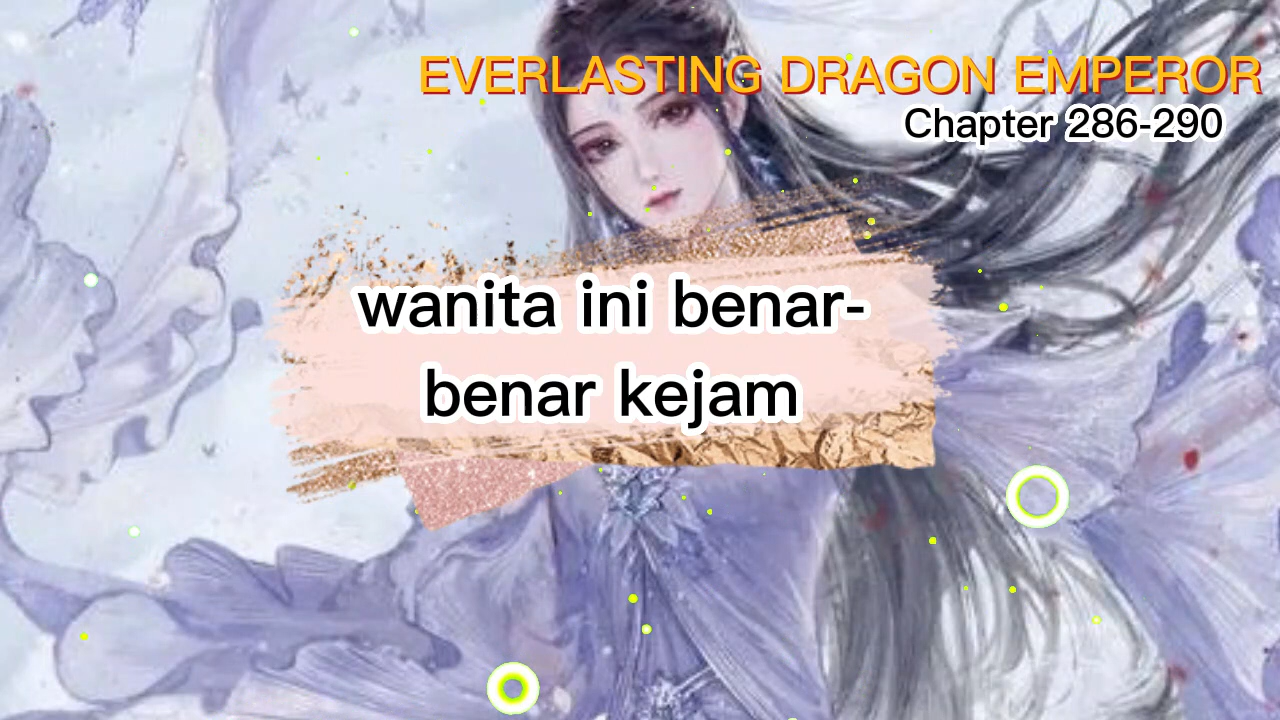 EVERLASTING DRAGON EMPEROR
Chapter 286-290
wanita ini benar-
benar kejam